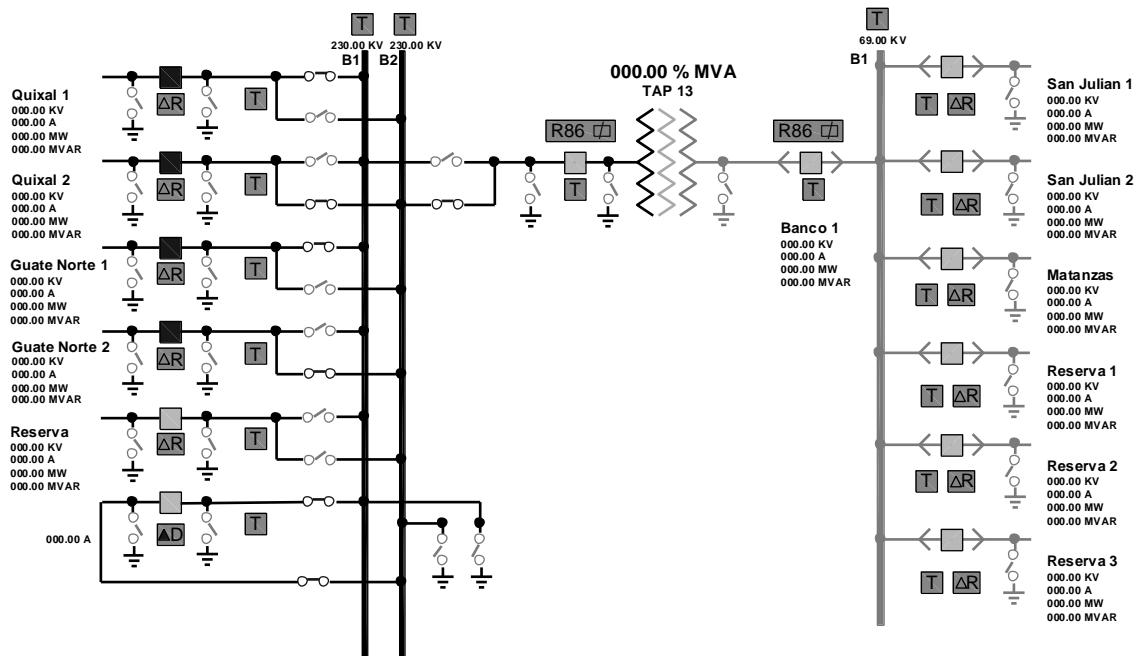 T
T
230.00 KV
230.00 KV
B1
B2
Quixal 1
000.00 KV
000.00 A
000.00 MW
000.00 MVAR
ΔR
T
Quixal 2
000.00 KV
000.00 A
000.00 MW
000.00 MVAR
ΔR
T
Guate Norte 1
000.00 KV
000.00 A
000.00 MW
000.00 MVAR
ΔR
T
Guate Norte 2
000.00 KV
000.00 A
000.00 MW
000.00 MVAR
ΔR
T
Reserva
000.00 KV
000.00 A
000.00 MW
000.00 MVAR
ΔR
T
000.00 A
▲D
T
000.00 % MVA
TAP 13
R86
T
R86
T
Banco 1
000.00 KV
000.00 A
000.00 MW
000.00 MVAR
T
69.00 KV
B1
T ΔR
San Julian 1
000.00 KV
000.00 A
000.00 MW
000.00 MVAR
T ΔR
San Julian 2
000.00 KV
000.00 A
000.00 MW
000.00 MVAR
T ΔR
Matanzas
000.00 KV
000.00 A
000.00 MW
000.00 MVAR
T ΔR
Reserva 1
000.00 KV
000.00 A
000.00 MW
000.00 MVAR
T ΔR
Reserva 2
000.00 KV
000.00 A
000.00 MW
000.00 MVAR
T ΔR
Reserva 3
000.00 KV
000.00 A
000.00 MW
000.00 MVAR